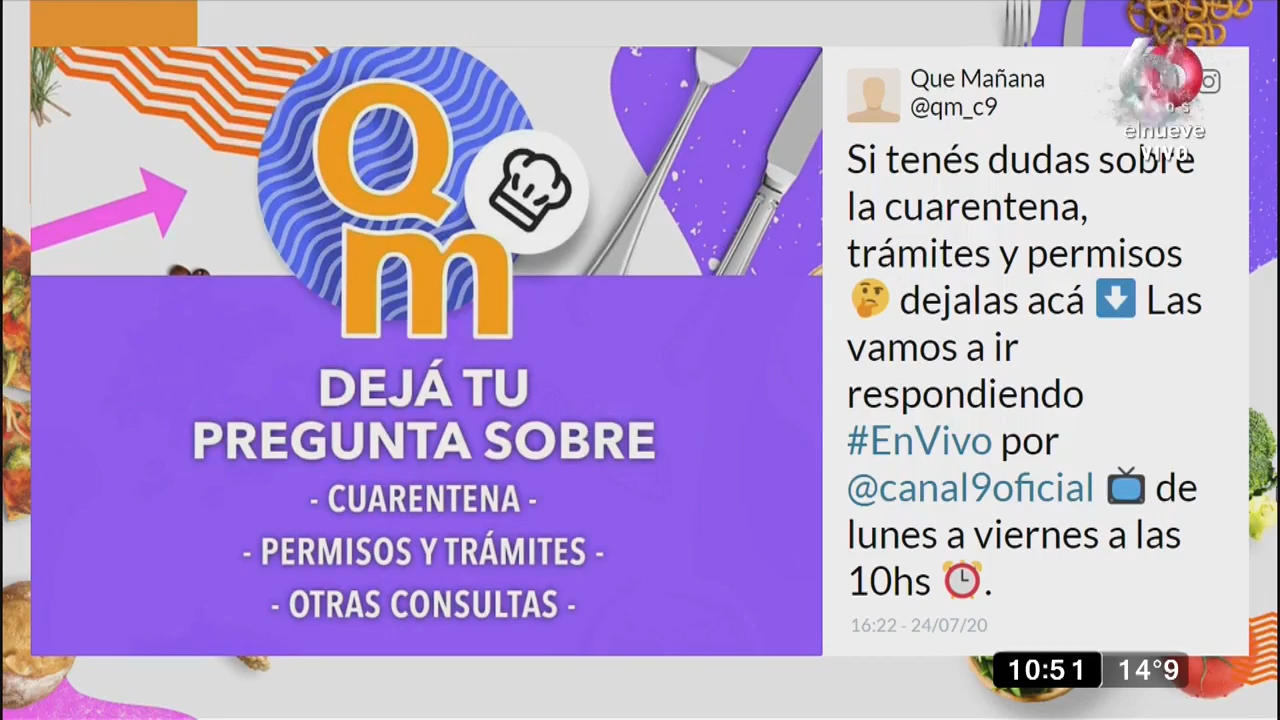 Qm
DEJÁ TU
PREGUNTA SOBRE
- CUARENTENA -
- PERMISOS Y TRÁMITES -
- OTRAS CONSULTAS -
Que Mañana
@qm_c9
elnueve
VIVO
Si tenés dudas sobre
la cuarentena,
trámites y permisos
🤔 dejalas acá ⬇️ Las
vamos a ir
respondiendo
#EnVivo por
@canal9oficial 📺 de
lunes a viernes a las
10hs ⏰.
16:22 - 24/07/20
10:51 14°9